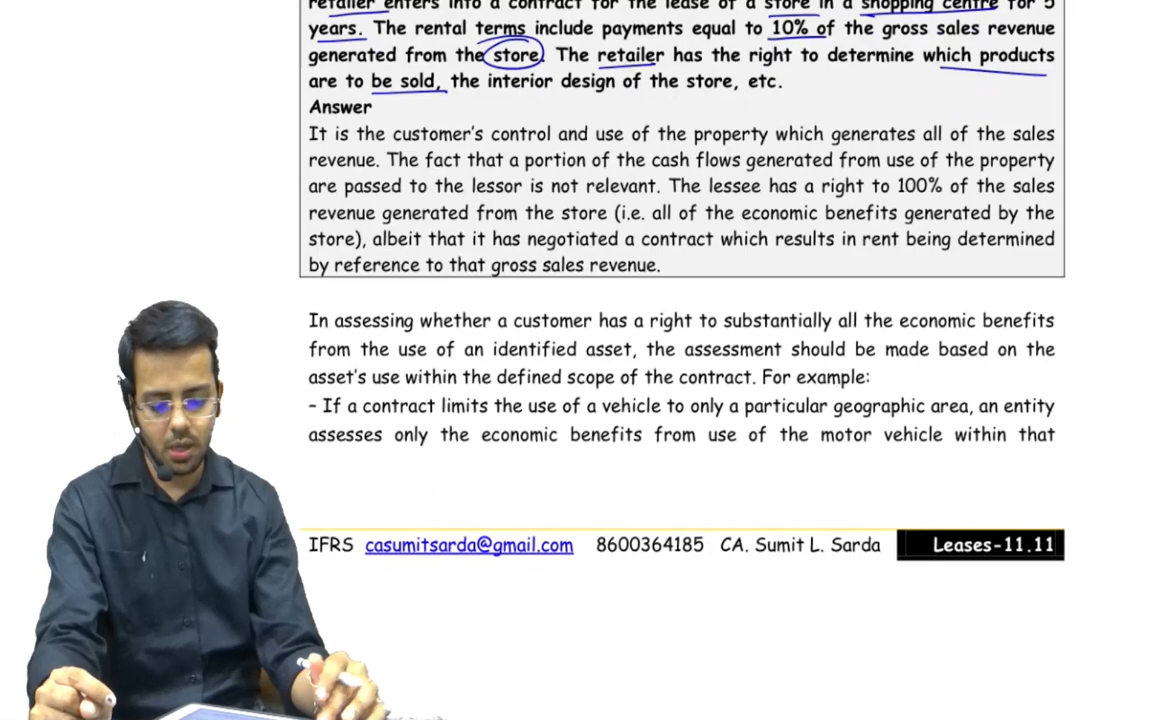 retailer enters into a contract for the lease of a store in a shopping centre for 5
years. The rental terms include payments equal to 10% of the gross sales revenue
generated from the store. The retailer has the right to determine which products
are to be sold, the interior design of the store, etc.
Answer
It is the customer's control and use of the property which generates all of the sales
revenue. The fact that a portion of the cash flows generated from use of the property
are passed to the lessor is not relevant. The lessee has a right to 100% of the sales
revenue generated from the store (i.e. all of the economic benefits generated by the
store), albeit that it has negotiated a contract which results in rent being determined
by reference to that gross sales revenue.
In assessing whether a customer has a right to substantially all the economic benefits
from the use of an identified asset, the assessment should be made based on the
asset's use within the defined scope of the contract. For example:
- If a contract limits the use of a vehicle to only a particular geographic area, an entity
assesses only the economic benefits from use of the motor vehicle within that
IFRS casumitsarda@gmail.com 8600364185 CA. Sumit L. Sarda Leases-11.11